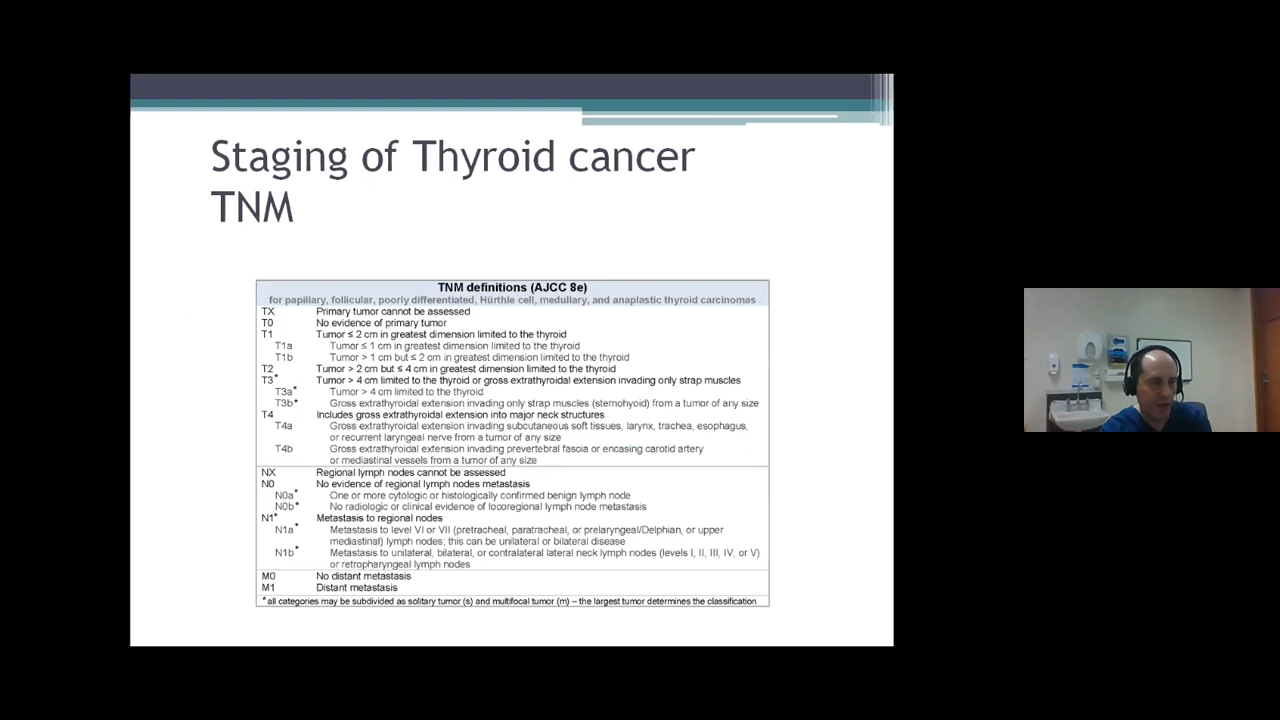 Staging of Thyroid cancer
TNM
TNM definitions (AJCC 8e)
for papillary, follicular, poorly differentiated, Hürthle cell, medullary, and anaplastic thyroid carcinomas
TX Primary tumor cannot be assessed
T0 No evidence of primary tumor
T1 Tumor ≤ 2 cm in greatest dimension limited to the thyroid
T1a Tumor ≤ 1 cm in greatest dimension limited to the thyroid
T1b Tumor > 1 cm but ≤ 2 cm in greatest dimension limited to the thyroid
T2 Tumor > 2 cm but ≤ 4 cm in greatest dimension limited to the thyroid
T3* Tumor > 4 cm limited to the thyroid or gross extrathyroidal extension invading only strap muscles
T3a* Tumor > 4 cm limited to the thyroid
T3b* Gross extrathyroidal extension invading only strap muscles (sternohyoid) from a tumor of any size
T4 Includes gross extrathyroidal extension into major neck structures
T4a Gross extrathyroidal extension invading subcutaneous soft tissues, larynx, trachea, esophagus,
or recurrent laryngeal nerve from a tumor of any size
T4b Gross extrathyroidal extension invading prevertebral fascia or encasing carotid artery
or mediastinal vessels from a tumor of any size
NX Regional lymph nodes cannot be assessed
N0 No evidence of regional lymph nodes metastasis
N0a* One or more cytologic or histologically confirmed benign lymph node
N0b* No radiologic or clinical evidence of locoregional lymph node metastasis
N1* Metastasis to regional nodes
N1a* Metastasis to level VI or VII (pretracheal, paratracheal, or prelaryngeal/Delphian, or upper
mediastinal) lymph nodes; this can be unilateral or bilateral disease
N1b* Metastasis to unilateral, bilateral, or contralateral lateral neck lymph nodes (levels I, II, III, IV, or V)
or retropharyngeal lymph nodes
M0 No distant metastasis
M1 Distant metastasis
*all categories may be subdivided as solitary tumor (s) and multifocal tumor (m) – the largest tumor determines the classification